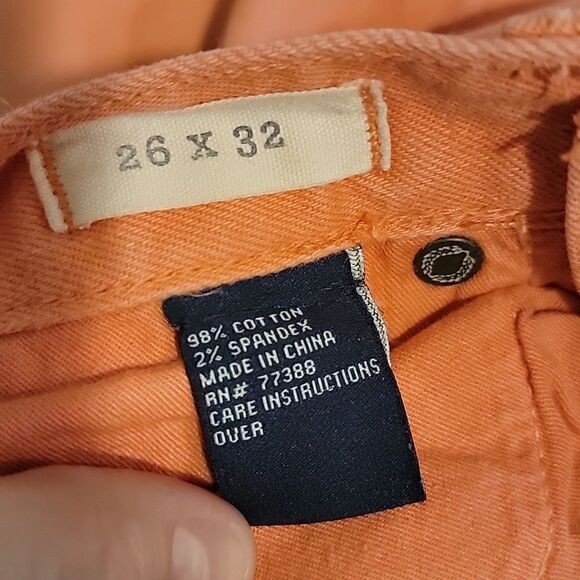 26 X 32
98% COTTON
2% SPANDEX
MADE IN CHINA
RN# 77388
CARE INSTRUCTIONS
OVER